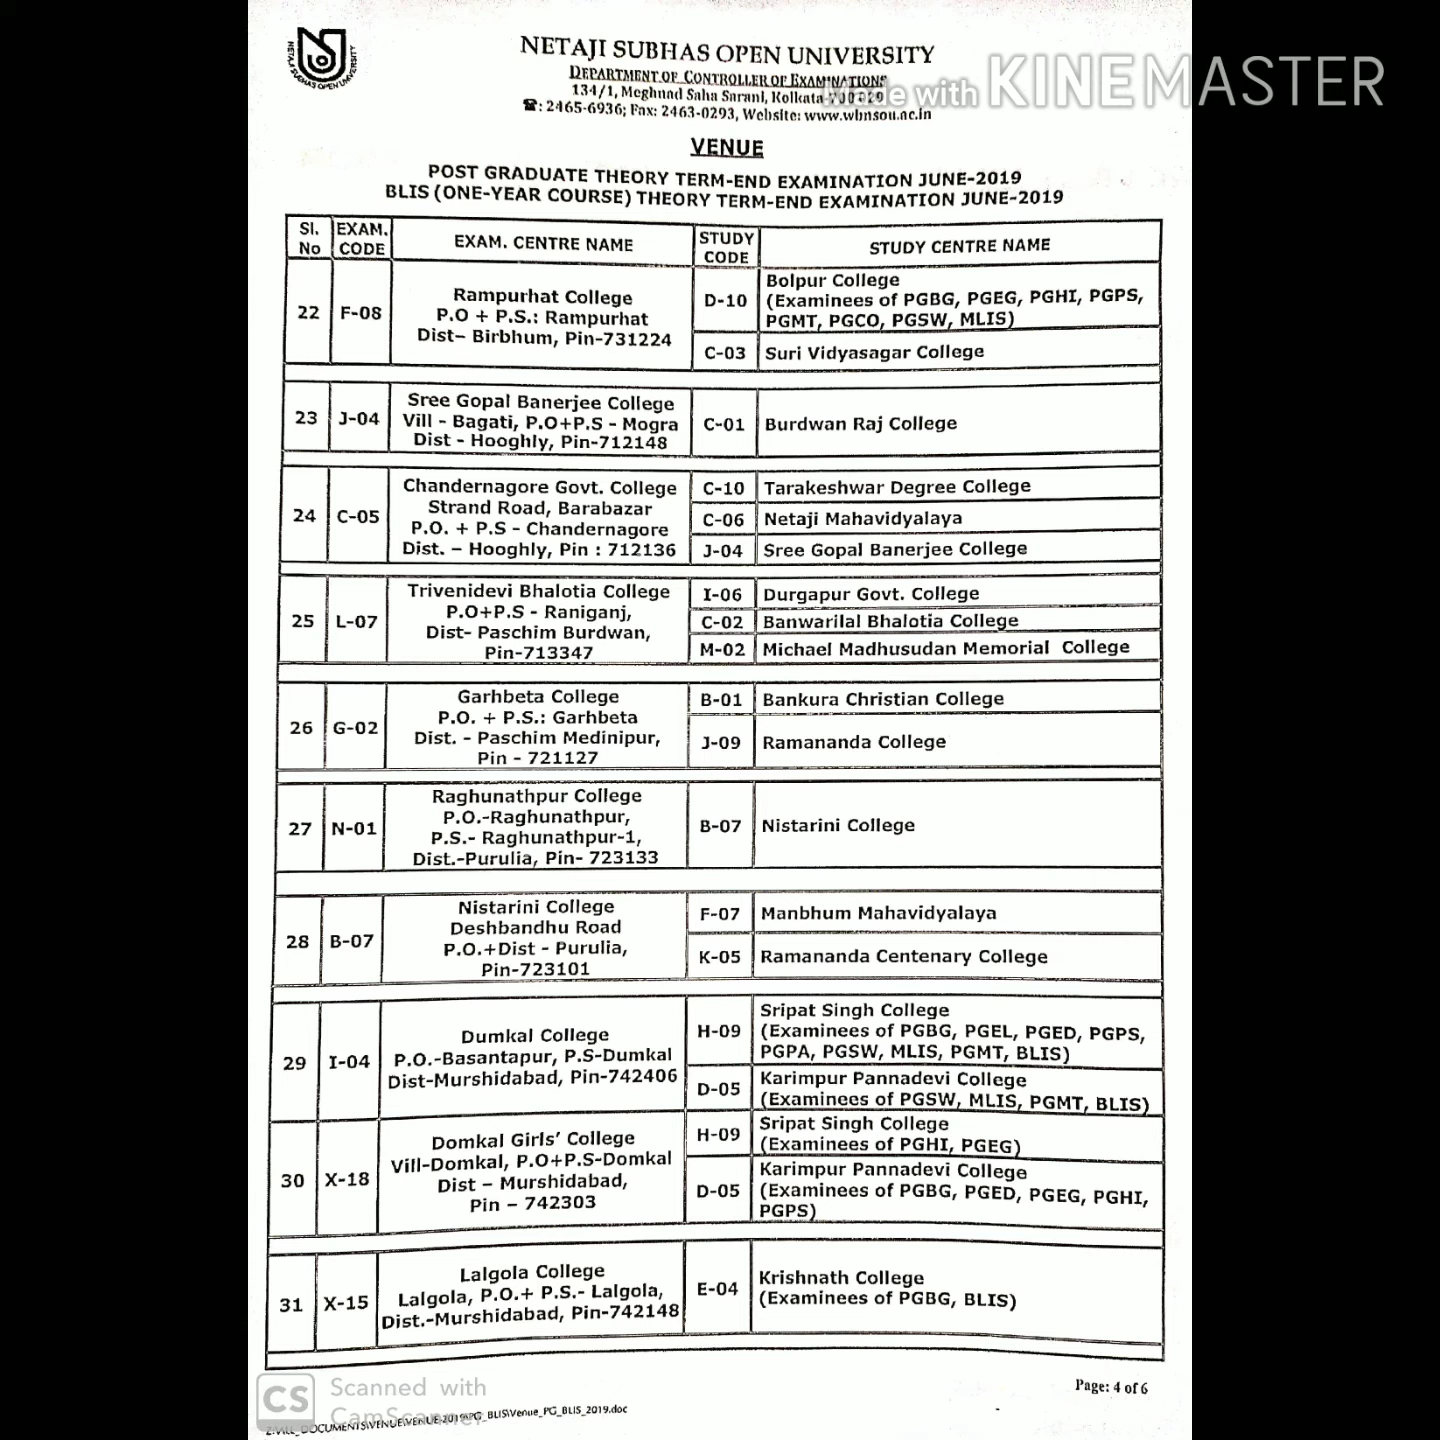 NETAJI SUBHAS OPEN UNIVERSITY
NETAJI SUBHAS OPEN UNIVERSITY
DEPARTMENT OF CONTROLLER OF EXAMINATIONS
134/1, Meghnad Saha Sarani, Kolkata-700029
☎: 2465-6936; Fax: 2463-0293, Website: www.wbnsou.ac.in
Made with KINEMASTER
VENUE
POST GRADUATE THEORY TERM-END EXAMINATION JUNE-2019
BLIS (ONE-YEAR COURSE) THEORY TERM-END EXAMINATION JUNE-2019
Sl. No EXAM. CODE EXAM. CENTRE NAME STUDY CODE STUDY CENTRE NAME
22 F-08
Rampurhat College
P.O + P.S.: Rampurhat
Dist– Birbhum, Pin-731224
D-10
Bolpur College
(Examinees of PGBG, PGEG, PGHI, PGPS,
PGMT, PGCO, PGSW, MLIS)
C-03 Suri Vidyasagar College
23 J-04
Sree Gopal Banerjee College
Vill - Bagati, P.O+P.S - Mogra
Dist - Hooghly, Pin-712148
C-01 Burdwan Raj College
24 C-05
Chandernagore Govt. College
Strand Road, Barabazar
P.O. + P.S - Chandernagore
Dist. – Hooghly, Pin : 712136
C-10 Tarakeshwar Degree College
C-06 Netaji Mahavidyalaya
J-04 Sree Gopal Banerjee College
25 L-07
Trivenidevi Bhalotia College
P.O+P.S - Raniganj,
Dist- Paschim Burdwan,
Pin-713347
I-06 Durgapur Govt. College
C-02 Banwarilal Bhalotia College
M-02 Michael Madhusudan Memorial College
26 G-02
Garhbeta College
P.O. + P.S.: Garhbeta
Dist. - Paschim Medinipur,
Pin - 721127
B-01 Bankura Christian College
J-09 Ramananda College
27 N-01
Raghunathpur College
P.O.-Raghunathpur,
P.S.- Raghunathpur-1,
Dist.-Purulia, Pin- 723133
B-07 Nistarini College
28 B-07
Nistarini College
Deshbandhu Road
P.O.+Dist - Purulia,
Pin-723101
F-07 Manbhum Mahavidyalaya
K-05 Ramananda Centenary College
29 I-04
Dumkal College
P.O.-Basantapur, P.S-Dumkal
Dist-Murshidabad, Pin-742406
H-09
Sripat Singh College
(Examinees of PGBG, PGEL, PGED, PGPS,
PGPA, PGSW, MLIS, PGMT, BLIS)
D-05
Karimpur Pannadevi College
(Examinees of PGSW, MLIS, PGMT, BLIS)
30 X-18
Domkal Girls' College
Vill-Domkal, P.O+P.S-Domkal
Dist – Murshidabad,
Pin – 742303
H-09
Sripat Singh College
(Examinees of PGHI, PGEG)
D-05
Karimpur Pannadevi College
(Examinees of PGBG, PGED, PGEG, PGHI,
PGPS)
31 X-15
Lalgola College
Lalgola, P.O.+ P.S.- Lalgola,
Dist.-Murshidabad, Pin-742148
E-04
Krishnath College
(Examinees of PGBG, BLIS)
Page: 4 of 6
CS Scanned with
CamScanner
Z:\ALL_DOCUMENTS\VENUE\VENUE-2019\PG_BLIS\Venue_PG_BLIS_2019.doc